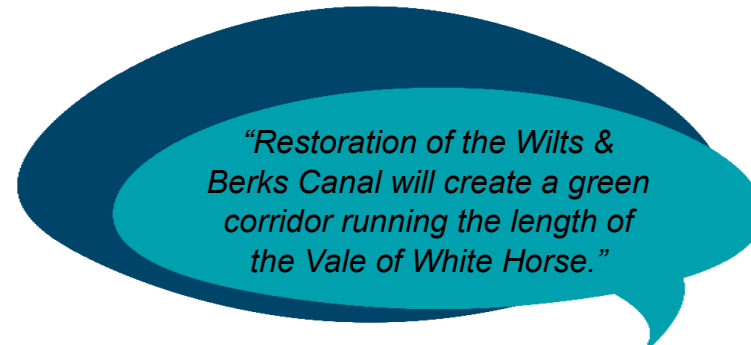 “Restoration of the Wilts &
Berks Canal will create a green
corridor running the length of
the Vale of White Horse.”